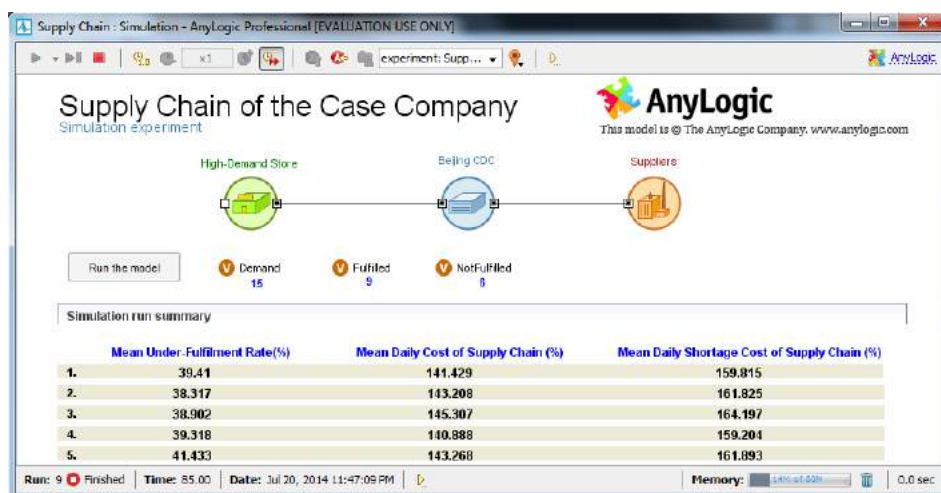 Supply Chain : Simulation - AnyLogic Professional [EVALUATION USE ONLY]
x1 experiment: Supp... AnyLogic
Supply Chain of the Case Company
Simulation experiment
AnyLogic
This model is © The AnyLogic Company. www.anylogic.com
High-Demand Store Beijing CDC Suppliers
Run the model V Demand V Fulfilled V NotFulfilled
15 9 6
Simulation run summary
Mean Under-Fulfilment Rate(%) Mean Daily Cost of Supply Chain (%) Mean Daily Shortage Cost of Supply Chain (%)
1. 39.41 141.429 159.815
2. 38.317 143.208 161.825
3. 38.902 145.307 164.197
4. 39.318 140.888 159.204
5. 41.433 143.268 161.893
Run: 9 Finished Time: 85.00 Date: Jul 20, 2014 11:47:09 PM Memory: 0.0 sec